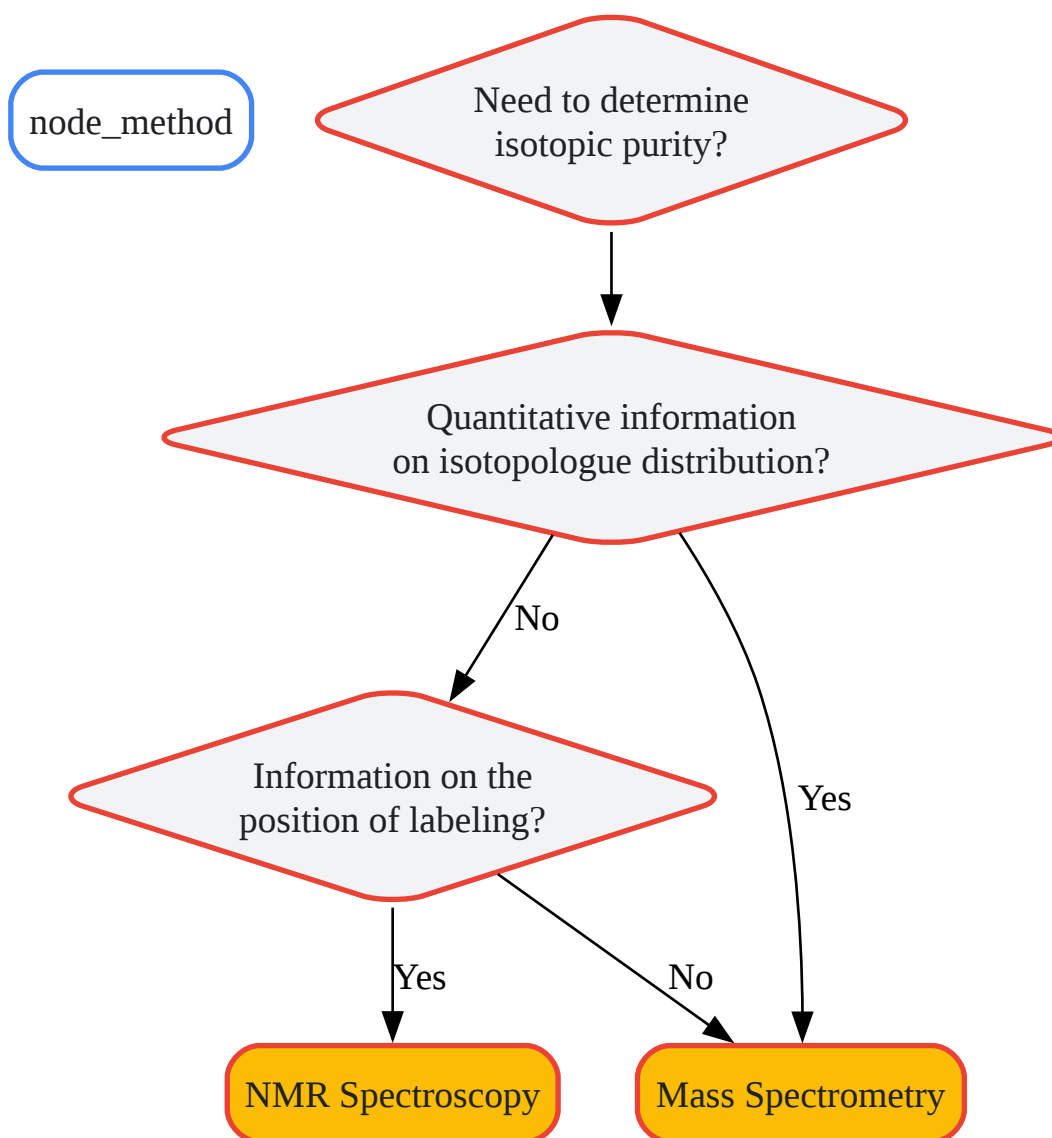 node_method
Need to determine
isotopic purity?
Quantitative information
on isotopologue distribution?
No
Information on the
position of labeling?
Yes
Yes
No
NMR Spectroscopy
Mass Spectrometry